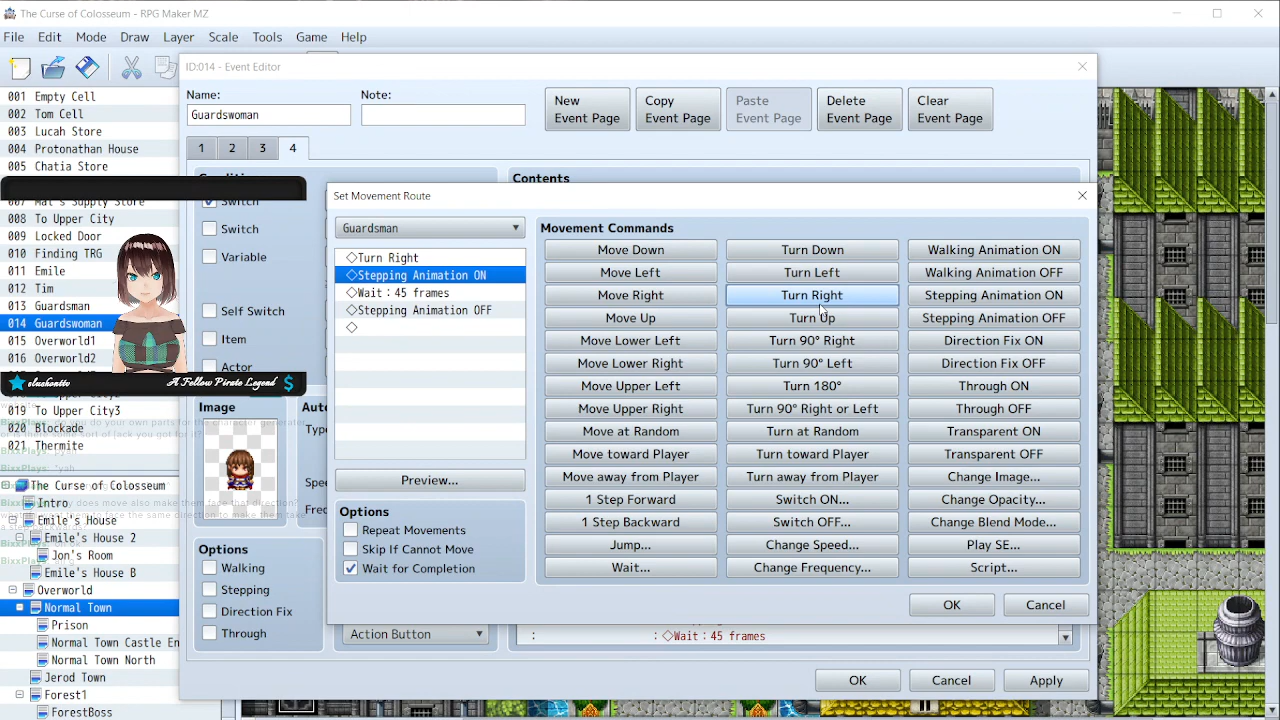 The Curse of Colosseum - RPG Maker MZ
File Edit Mode Draw Layer Scale Tools Game Help
ID:014 - Event Editor
Name:
Note:
Guardswoman
New Event Page
Copy Event Page
Paste Event Page
Delete Event Page
Clear Event Page
1 2 3 4
001 Empty Cell
002 Tom Cell
003 Lucah Store
004 Protonathan House
005 Chatia Store
007 Mat's Supply Store
008 To Upper City
009 Locked Door
010 Finding TRG
011 Emile
012 Tim
013 Guardsman
014 Guardswoman
015 Overworld1
016 Overworld2
019 To Upper City3
020 Blockade
021 Thermite
The Curse of Colosseum
Intro
Emile's House
Emile's House 2
Jon's Room
Emile's House B
Overworld
Normal Town
Prison
Normal Town Castle En
Normal Town North
Jerod Town
Forest1
ForestBoss
A Follow Pirate Legend
Contents
Switch
Switch
Variable
Self Switch
Item
Actor
Image
Options
Walking
Stepping
Direction Fix
Through
Set Movement Route
Guardsman
◇Turn Right
◇Stepping Animation ON
◇Wait：45 frames
◇Stepping Animation OFF
◇
Preview...
Options
Repeat Movements
Skip If Cannot Move
Wait for Completion
Movement Commands
Move Down
Turn Down
Walking Animation ON
Move Left
Turn Left
Walking Animation OFF
Move Right
Turn Right
Stepping Animation ON
Move Up
Turn Up
Stepping Animation OFF
Move Lower Left
Turn 90° Right
Direction Fix ON
Move Lower Right
Turn 90° Left
Direction Fix OFF
Move Upper Left
Turn 180°
Through ON
Move Upper Right
Turn 90° Right or Left
Through OFF
Move at Random
Turn at Random
Transparent ON
Move toward Player
Turn toward Player
Transparent OFF
Move away from Player
Turn away from Player
Change Image...
1 Step Forward
Switch ON...
Change Opacity...
1 Step Backward
Switch OFF...
Change Blend Mode...
Jump...
Change Speed...
Play SE...
Wait...
Change Frequency...
Script...
OK
Cancel
Action Button
: : ◇Wait：45 frames
OK
Cancel
Apply